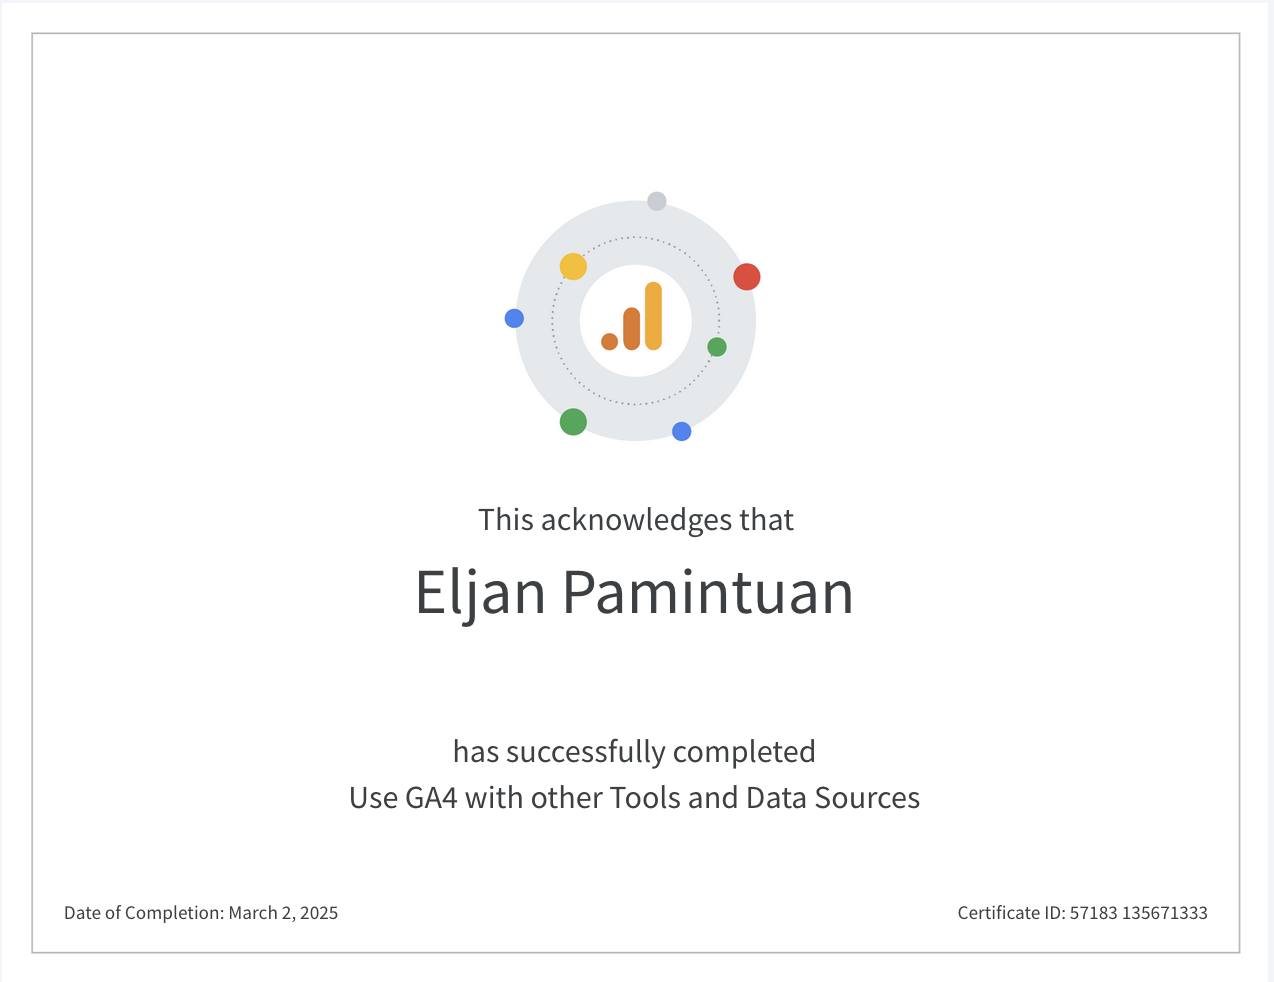 This acknowledges that
Eljan Pamintuan
has successfully completed
Use GA4 with other Tools and Data Sources
Date of Completion: March 2, 2025
Certificate ID: 57183 135671333